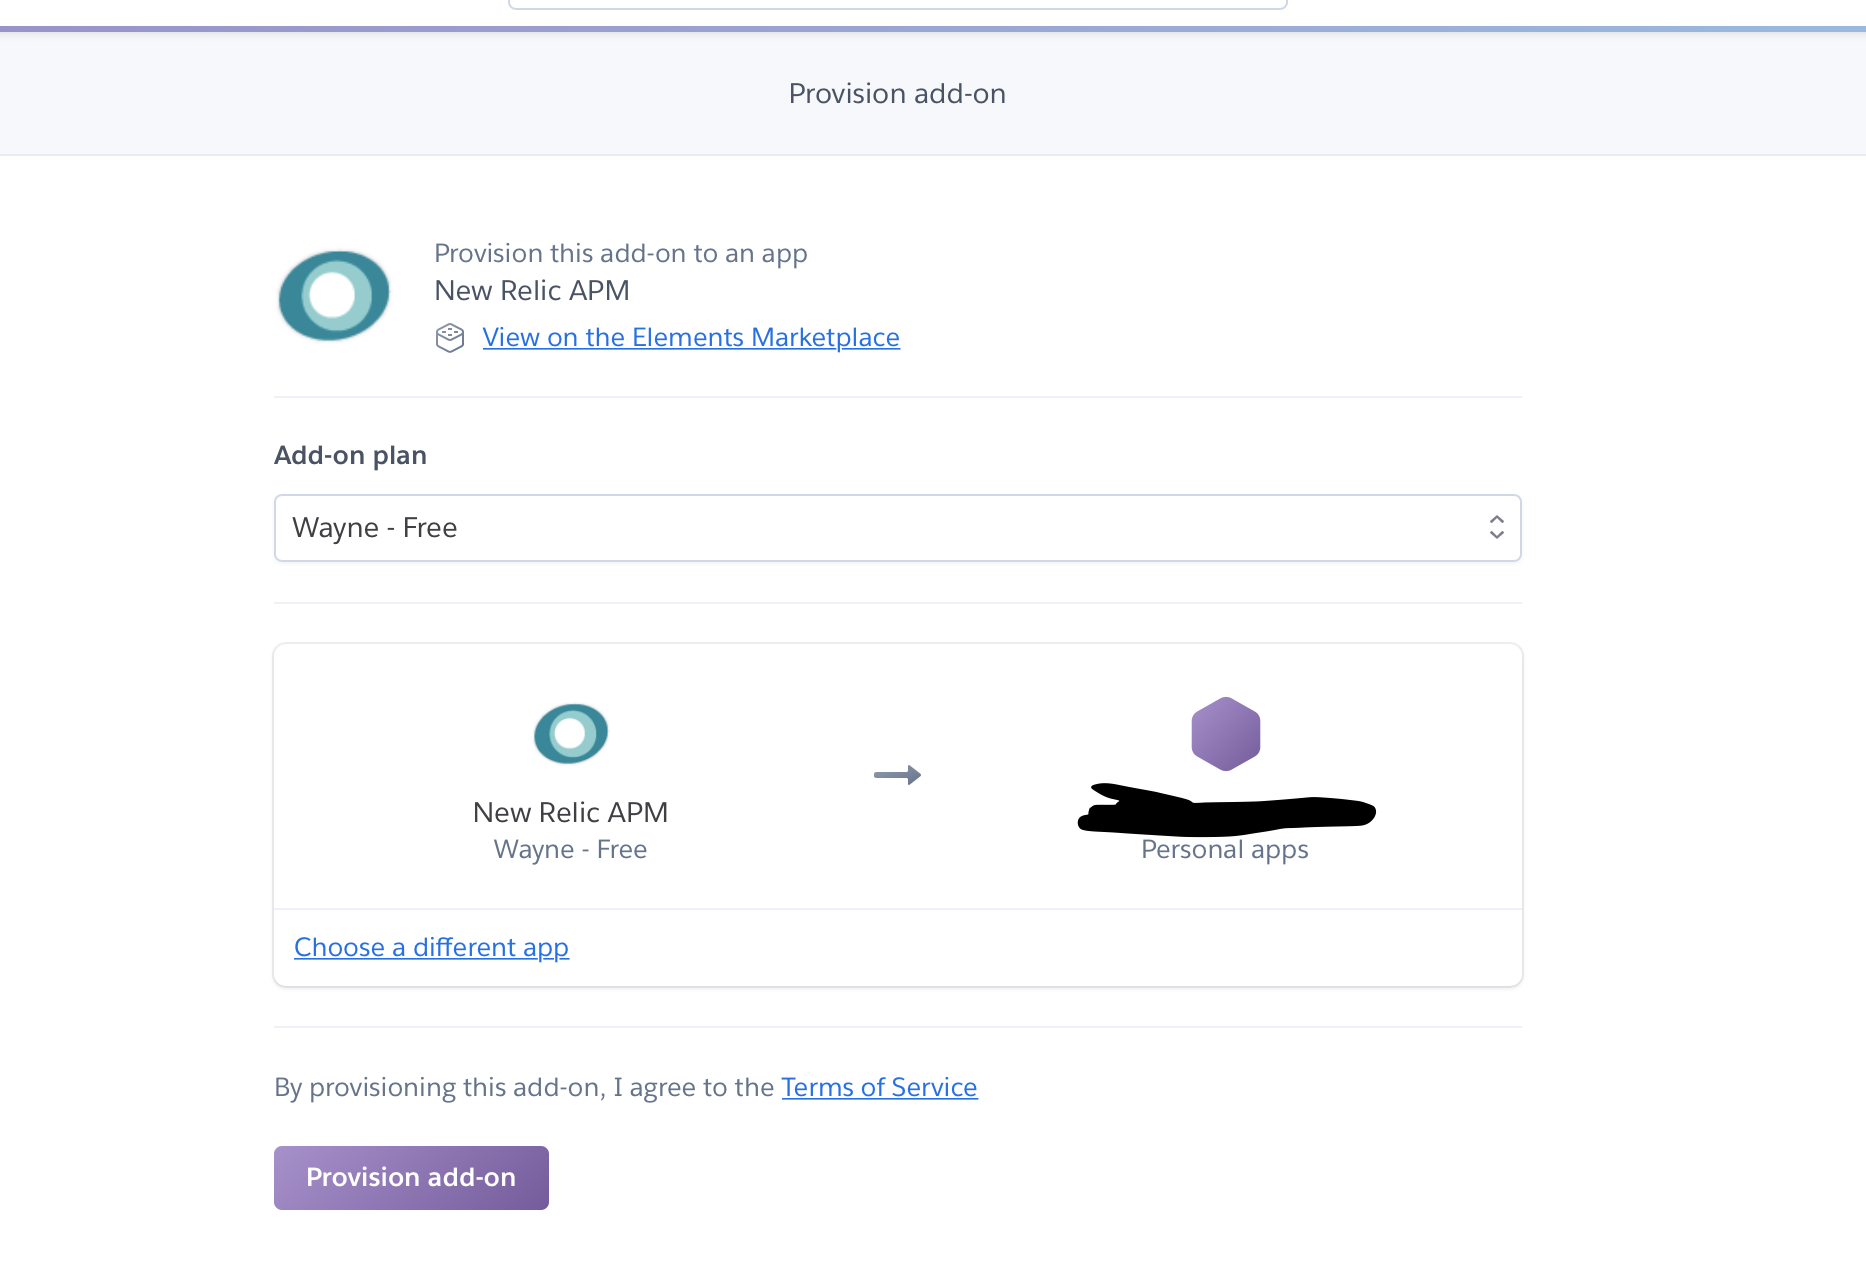 Provision add-on
Provision this add-on to an app
New Relic APM
View on the Elements Marketplace
Add-on plan
Wayne - Free
New Relic APM
Wayne - Free
Personal apps
Choose a different app
By provisioning this add-on, I agree to the Terms of Service
Provision add-on